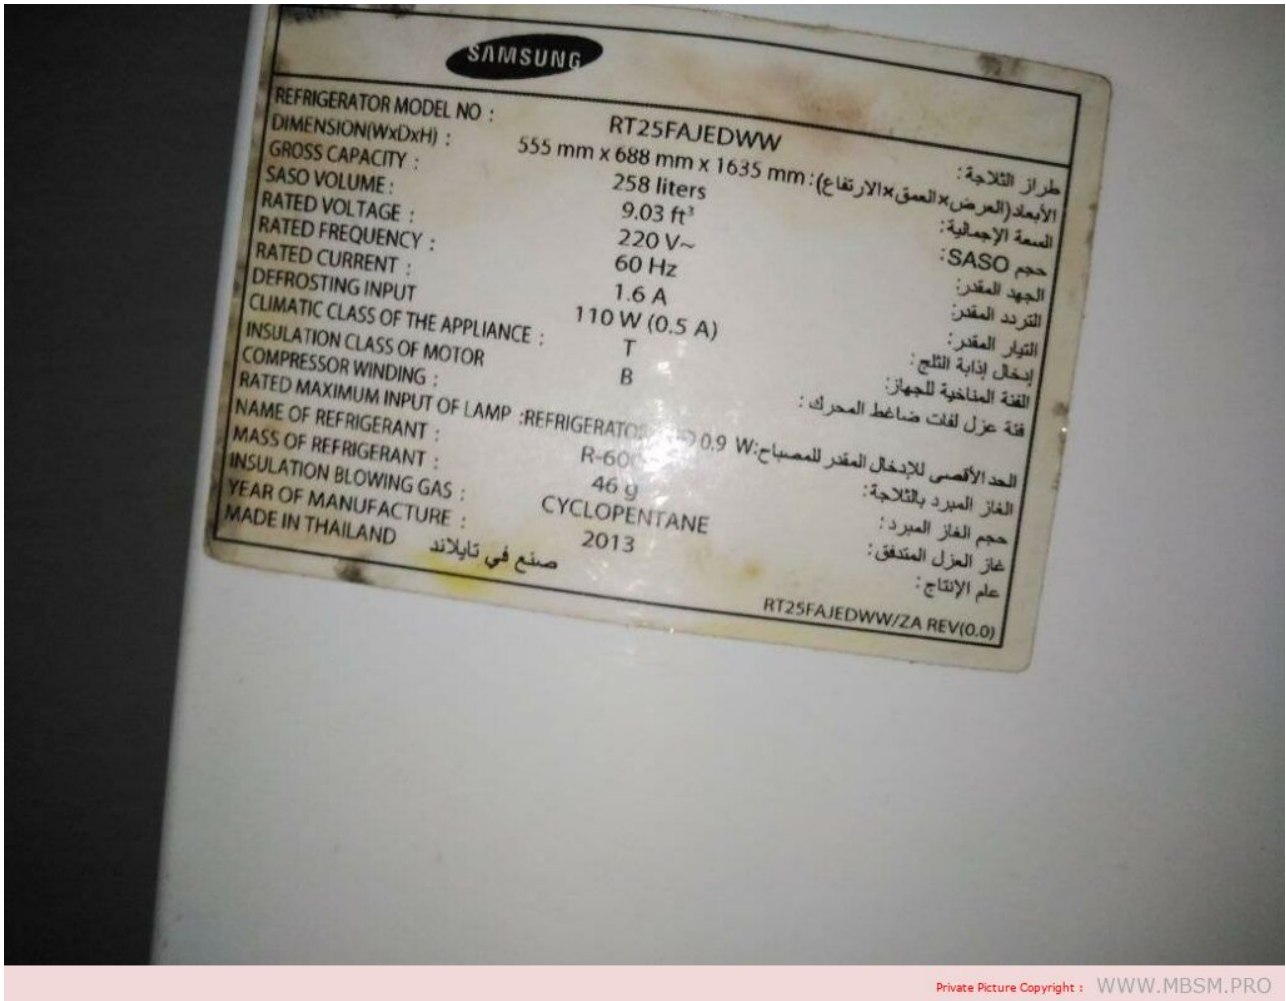 SAMSUNG
REFRIGERATOR MODEL NO : RT25FAJEDWW طراز الثلاجة:
DIMENSION(WxDxH) : 555 mm x 688 mm x 1635 mm :الأبعاد(العرض×العمق×الارتفاع)
GROSS CAPACITY : 258 liters السعة الإجمالية:
SASO VOLUME : 9.03 ft³ حجم SASO:
RATED VOLTAGE : 220 V~ الجهد المقدر:
RATED FREQUENCY : 60 Hz التردد المقدر:
RATED CURRENT : 1.6 A التيار المقدر:
DEFROSTING INPUT 110 W (0.5 A) إدخال إذابة الثلج:
CLIMATIC CLASS OF THE APPLIANCE : T الفئة المناخية للجهاز:
INSULATION CLASS OF MOTOR
COMPRESSOR WINDING : B فئة عزل لفات ضاغط المحرك :
RATED MAXIMUM INPUT OF LAMP :REFRIGERATOR 0.9 W:الحد الأقصى للإدخال المقدر للمصباح
NAME OF REFRIGERANT : الغاز المبرد بالثلاجة:
MASS OF REFRIGERANT : 46 g حجم الغاز المبرد:
INSULATION BLOWING GAS : CYCLOPENTANE غاز العزل المتدفق:
YEAR OF MANUFACTURE : 2013 عام الإنتاج:
MADE IN THAILAND صنع في تايلاند
RT25FAJEDWW/ZA REV(0.0)
Private Picture Copyright : WWW.MBSM.PRO